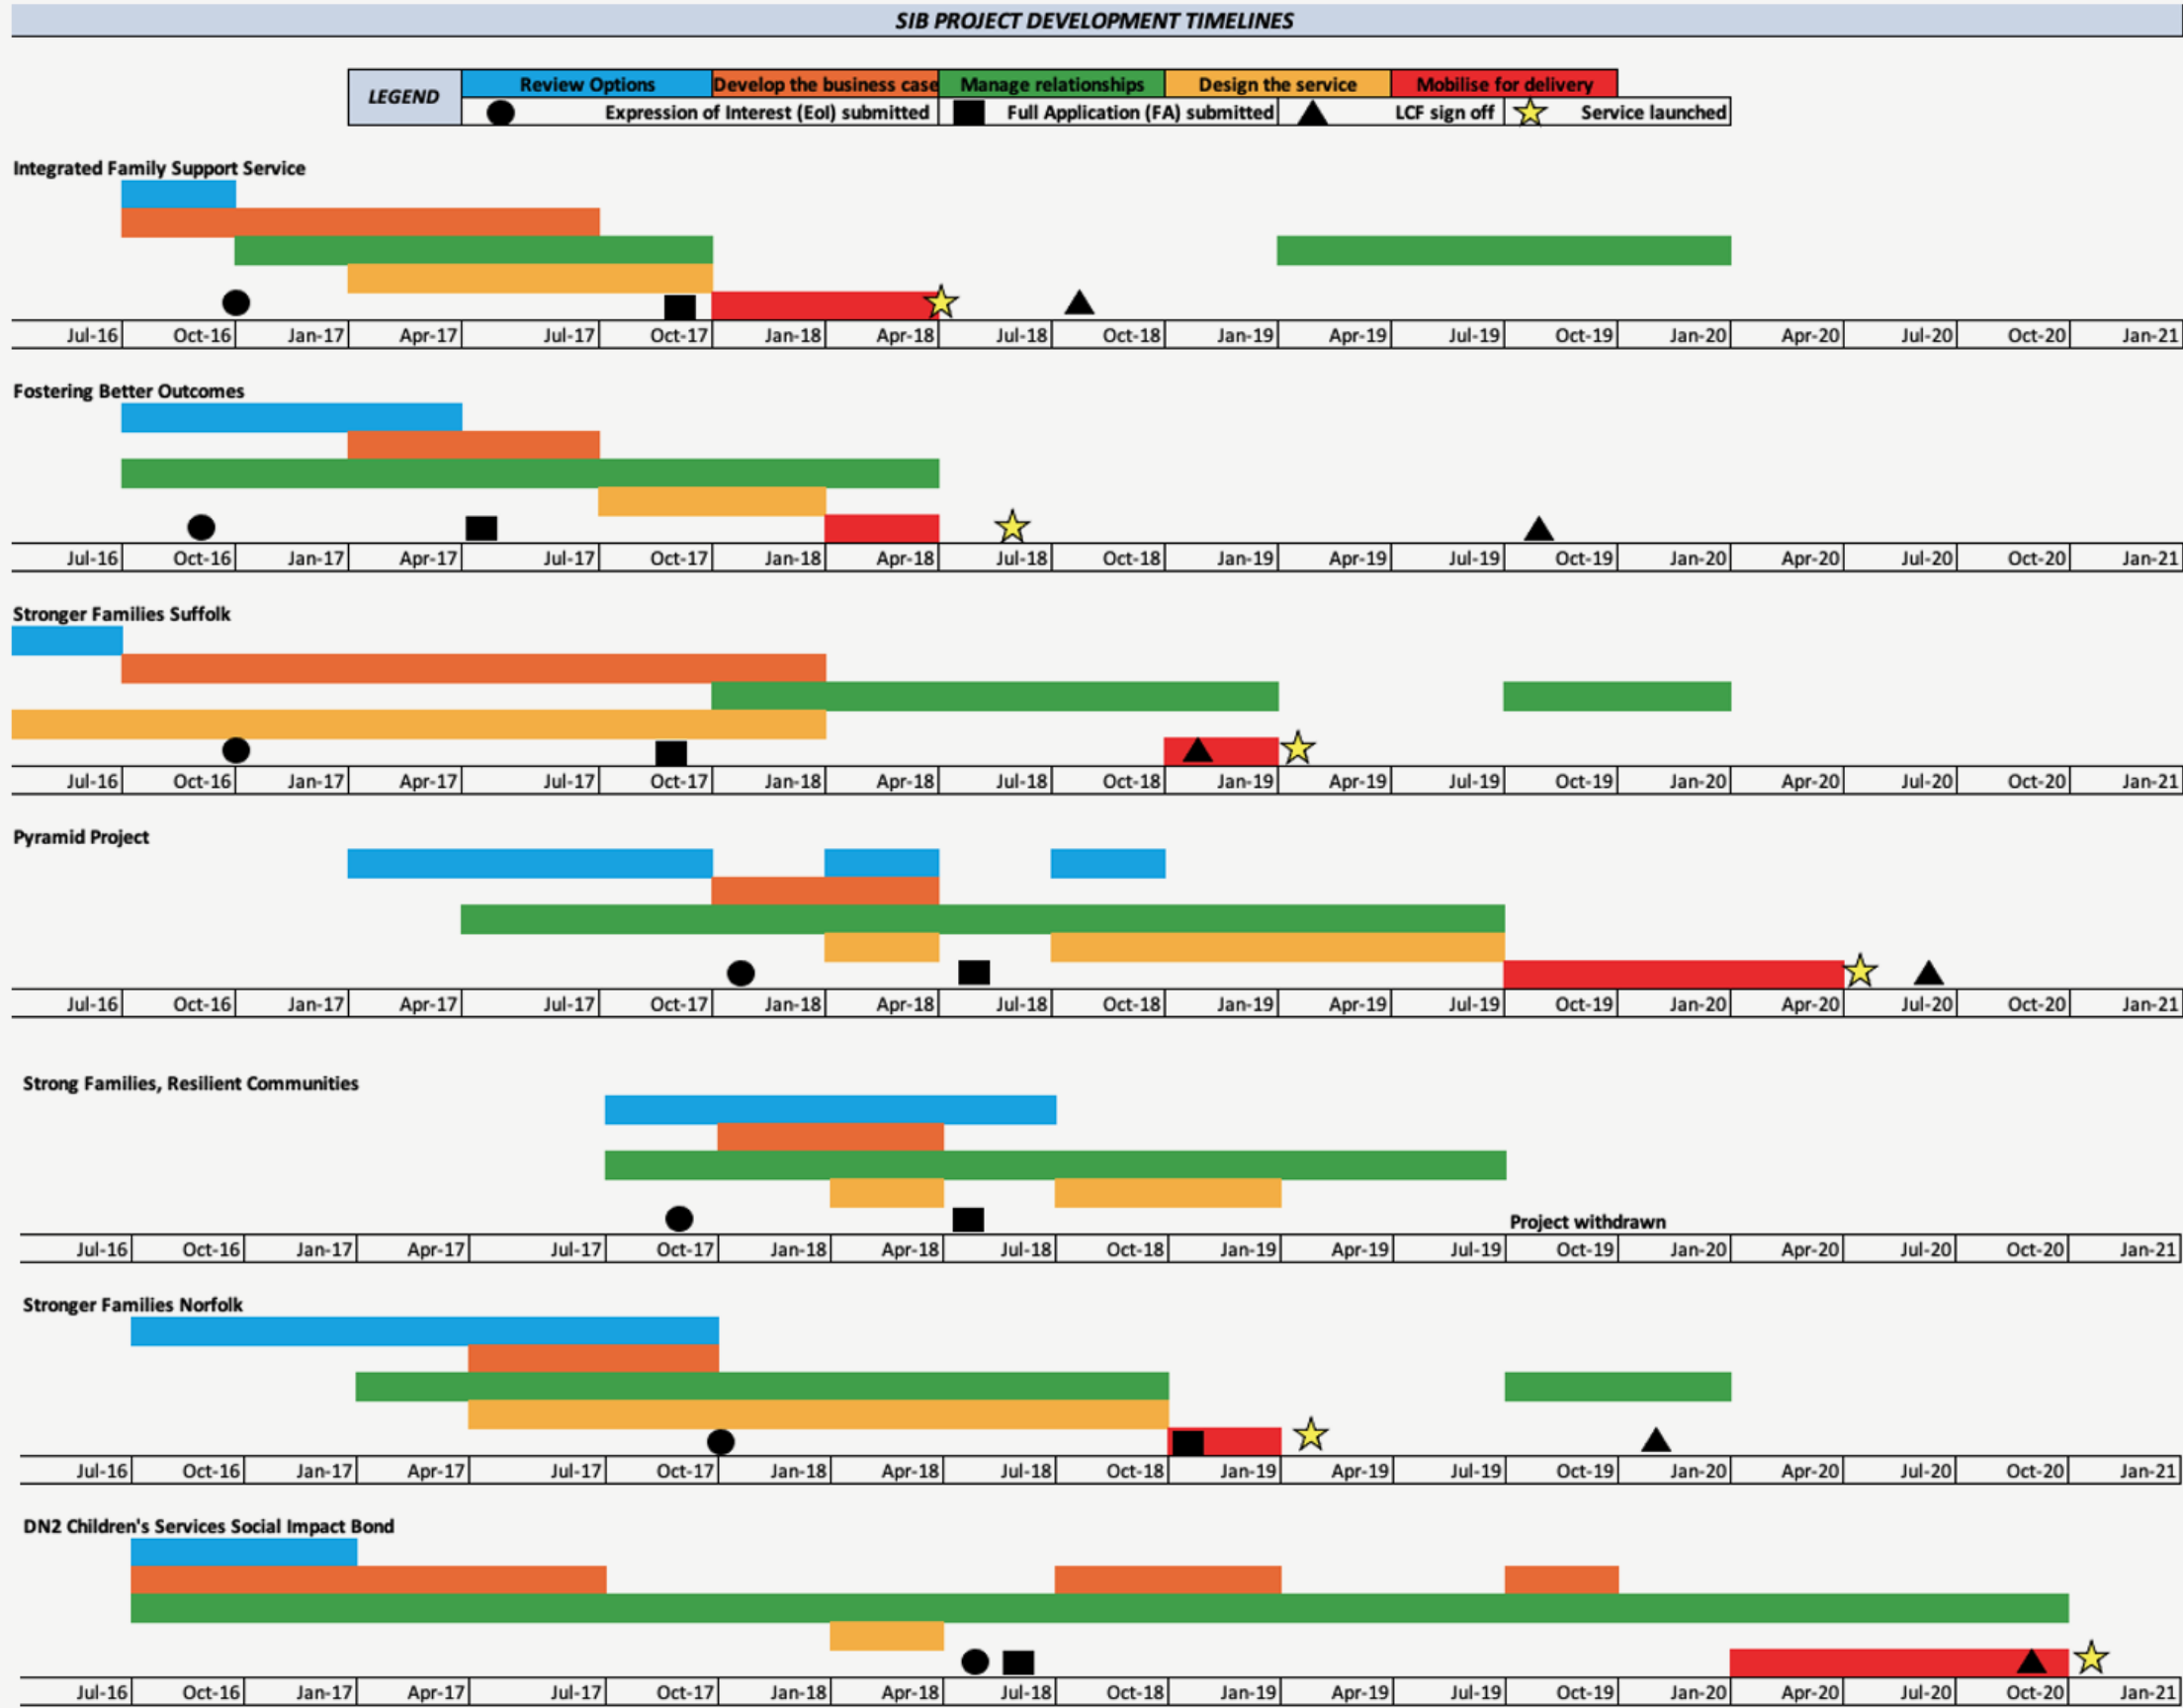 SIB PROJECT DEVELOPMENT TIMELINES
LEGEND
Review Options Develop the business case Manage relationships Design the service Mobilise for delivery
Expression of Interest (EoI) submitted Full Application (FA) submitted LCF sign off Service launched
Integrated Family Support Service
Jul-16 Oct-16 Jan-17 Apr-17 Jul-17 Oct-17 Jan-18 Apr-18 Jul-18 Oct-18 Jan-19 Apr-19 Jul-19 Oct-19 Jan-20 Apr-20 Jul-20 Oct-20 Jan-21
Fostering Better Outcomes
Jul-16 Oct-16 Jan-17 Apr-17 Jul-17 Oct-17 Jan-18 Apr-18 Jul-18 Oct-18 Jan-19 Apr-19 Jul-19 Oct-19 Jan-20 Apr-20 Jul-20 Oct-20 Jan-21
Stronger Families Suffolk
Jul-16 Oct-16 Jan-17 Apr-17 Jul-17 Oct-17 Jan-18 Apr-18 Jul-18 Oct-18 Jan-19 Apr-19 Jul-19 Oct-19 Jan-20 Apr-20 Jul-20 Oct-20 Jan-21
Pyramid Project
Jul-16 Oct-16 Jan-17 Apr-17 Jul-17 Oct-17 Jan-18 Apr-18 Jul-18 Oct-18 Jan-19 Apr-19 Jul-19 Oct-19 Jan-20 Apr-20 Jul-20 Oct-20 Jan-21
Strong Families, Resilient Communities
Project withdrawn
Jul-16 Oct-16 Jan-17 Apr-17 Jul-17 Oct-17 Jan-18 Apr-18 Jul-18 Oct-18 Jan-19 Apr-19 Jul-19 Oct-19 Jan-20 Apr-20 Jul-20 Oct-20 Jan-21
Stronger Families Norfolk
Jul-16 Oct-16 Jan-17 Apr-17 Jul-17 Oct-17 Jan-18 Apr-18 Jul-18 Oct-18 Jan-19 Apr-19 Jul-19 Oct-19 Jan-20 Apr-20 Jul-20 Oct-20 Jan-21
DN2 Children's Services Social Impact Bond
Jul-16 Oct-16 Jan-17 Apr-17 Jul-17 Oct-17 Jan-18 Apr-18 Jul-18 Oct-18 Jan-19 Apr-19 Jul-19 Oct-19 Jan-20 Apr-20 Jul-20 Oct-20 Jan-21